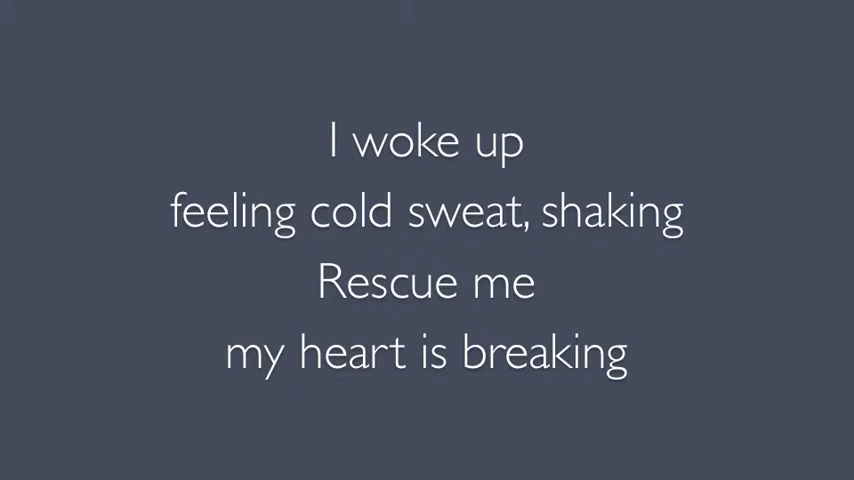 I woke up
feeling cold sweat, shaking
Rescue me
my heart is breaking